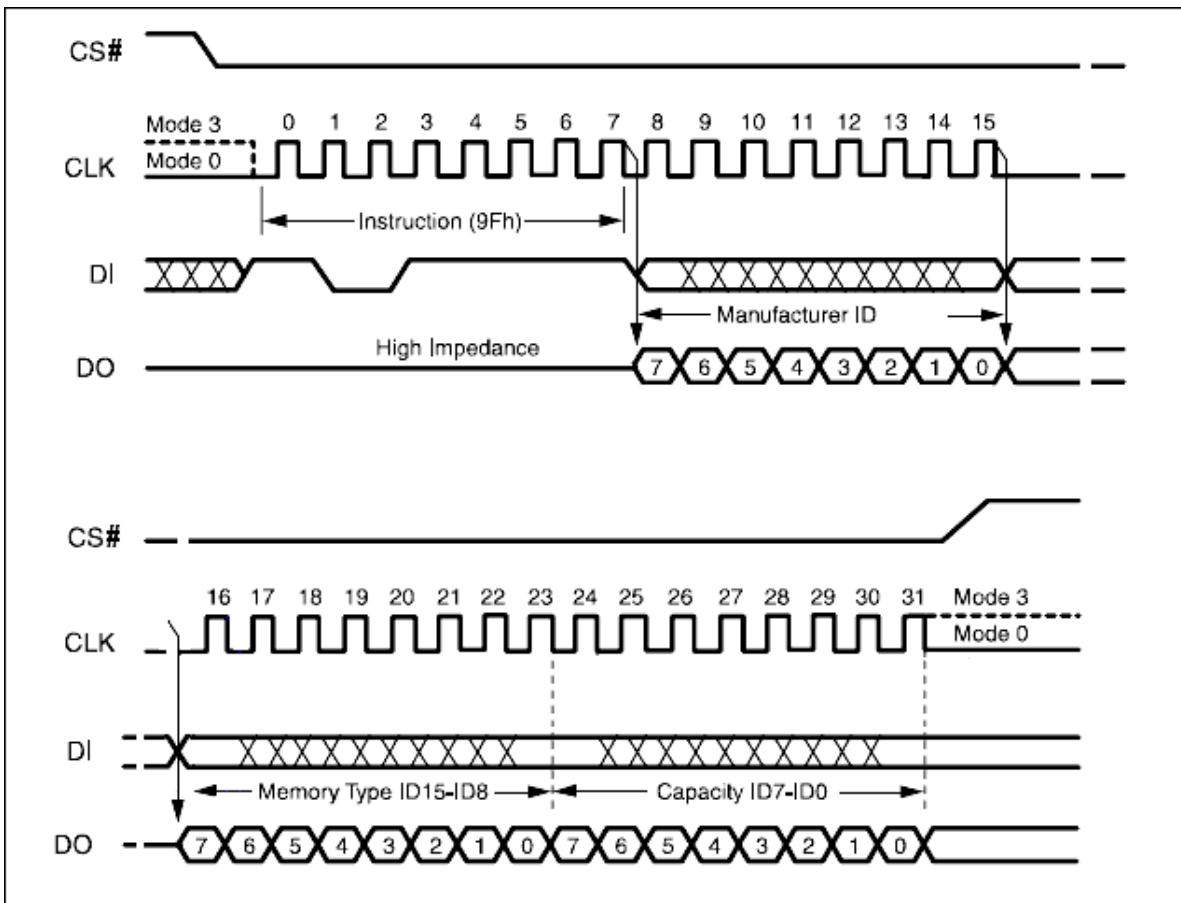 CS#
Mode 3
0 1 2 3 4 5 6 7 8 9 10 11 12 13 14 15
CLK
Mode 0
Instruction (9Fh)
DI
Manufacturer ID
High Impedance
DO
7 6 5 4 3 2 1 0
CS#
16 17 18 19 20 21 22 23 24 25 26 27 28 29 30 31
Mode 3
CLK
Mode 0
DI
Memory Type ID15-ID8
Capacity ID7-ID0
DO
7 6 5 4 3 2 1 0 7 6 5 4 3 2 1 0